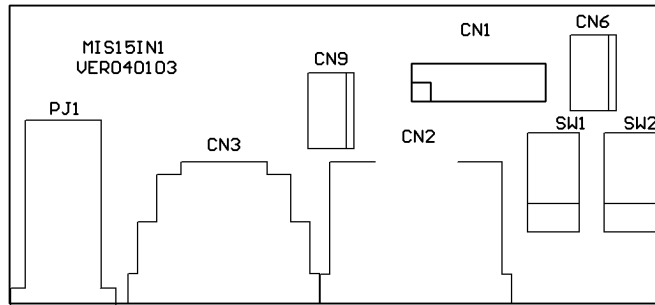 MIS15IN1
VER040103
CN1
CN6
CN9
PJ1
SW1
SW2
CN3
CN2